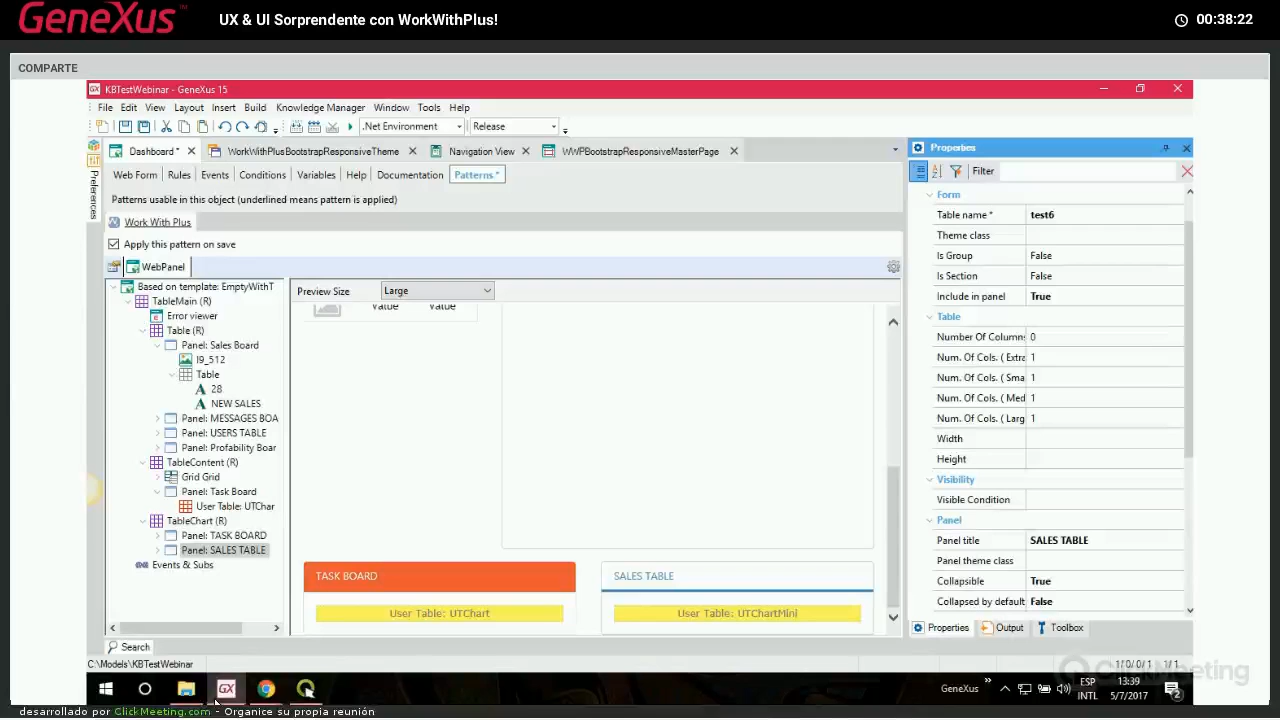 GeneXus
UX & UI Sorprendente con WorkWithPlus!
00:38:22
COMPARTE
KBTestWebinar - GeneXus 15
File Edit View Layout Insert Build Knowledge Manager Window Tools Help
.Net Environment Release
Dashboard * WorkWithPlusBootstrapResponsiveTheme Navigation View WWPBootstrapResponsiveMasterPage
Web Form Rules Events Conditions Variables Help Documentation Patterns *
Patterns usable in this object (underlined means pattern is applied)
Preferences
Work With Plus
Apply this pattern on save
WebPanel
Based on template: EmptyWithT
TableMain (R)
Error viewer
Table (R)
Panel: Sales Board
I9_512
Table
28
NEW SALES
Panel: MESSAGES BOA
Panel: USERS TABLE
Panel: Profability Boar
TableContent (R)
Grid Grid
Panel: Task Board
User Table: UTChar
TableChart (R)
Panel: TASK BOARD
Panel: SALES TABLE
Events & Subs
Preview Size Large
Value Value
TASK BOARD
User Table: UTChart
SALES TABLE
User Table: UTChartMini
Properties
Filter
Form
Table name * test6
Theme class
Is Group False
Is Section False
Include in panel True
Table
Number Of Column: 0
Num. Of Cols. ( Extra 1
Num. Of Cols. ( Sma 1
Num. Of Cols. ( Med 1
Num. Of Cols. ( Larg 1
Width
Height
Visibility
Visible Condition
Panel
Panel title SALES TABLE
Panel theme class
Collapsible True
Collapsed by default False
Properties Output Toolbox
Search
C:\Models\KBTestWebinar
1/1
ClickMeeting
GX
GeneXus
ESP
INTL
13:39
5/7/2017
2
desarrollado por ClickMeeting.com - Organice su propia reunión